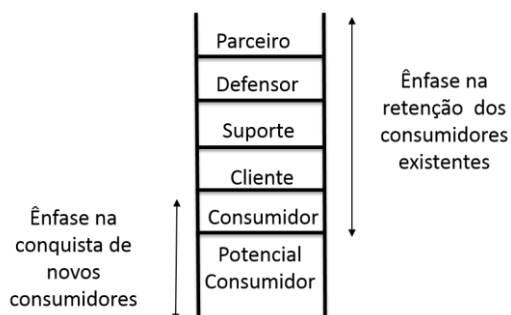 Parceiro
Defensor
Suporte
Cliente
Consumidor
Potencial
Consumidor
Ênfase na
retenção dos
consumidores
existentes
Ênfase na
conquista de
novos
consumidores